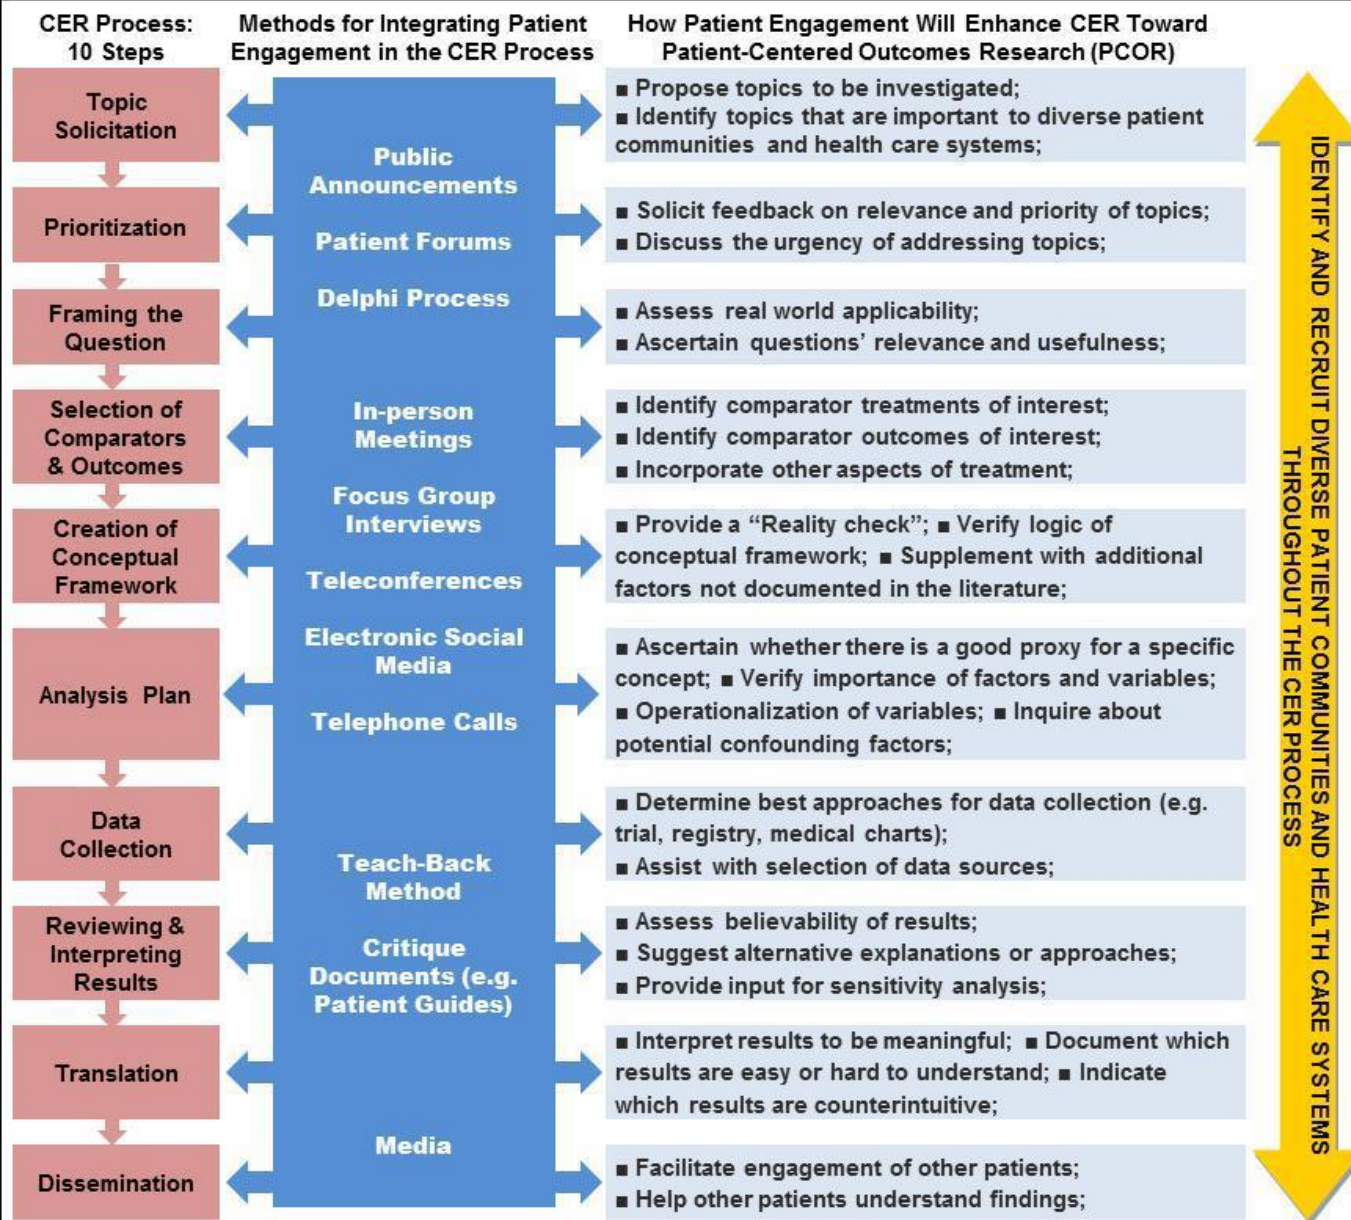 CER Process:
10 Steps
Methods for Integrating Patient
Engagement in the CER Process
How Patient Engagement Will Enhance CER Toward
Patient-Centered Outcomes Research (PCOR)
Topic
Solicitation
Prioritization
Framing the
Question
Selection of
Comparators
& Outcomes
Creation of
Conceptual
Framework
Analysis Plan
Data
Collection
Reviewing &
Interpreting
Results
Translation
Dissemination
Public
Announcements
Patient Forums
Delphi Process
In-person
Meetings
Focus Group
Interviews
Teleconferences
Electronic Social
Media
Telephone Calls
Teach-Back
Method
Critique
Documents (e.g.
Patient Guides)
Media
■ Propose topics to be investigated;
■ Identify topics that are important to diverse patient
communities and health care systems;
■ Solicit feedback on relevance and priority of topics;
■ Discuss the urgency of addressing topics;
■ Assess real world applicability;
■ Ascertain questions’ relevance and usefulness;
■ Identify comparator treatments of interest;
■ Identify comparator outcomes of interest;
■ Incorporate other aspects of treatment;
■ Provide a “Reality check”; ■ Verify logic of
conceptual framework; ■ Supplement with additional
factors not documented in the literature;
■ Ascertain whether there is a good proxy for a specific
concept; ■ Verify importance of factors and variables;
■ Operationalization of variables; ■ Inquire about
potential confounding factors;
■ Determine best approaches for data collection (e.g.
trial, registry, medical charts);
■ Assist with selection of data sources;
■ Assess believability of results;
■ Suggest alternative explanations or approaches;
■ Provide input for sensitivity analysis;
■ Interpret results to be meaningful; ■ Document which
results are easy or hard to understand; ■ Indicate
which results are counterintuitive;
■ Facilitate engagement of other patients;
■ Help other patients understand findings;
IDENTIFY AND RECRUIT DIVERSE PATIENT COMMUNITIES AND HEALTH CARE SYSTEMS
THROUGHOUT THE CER PROCESS